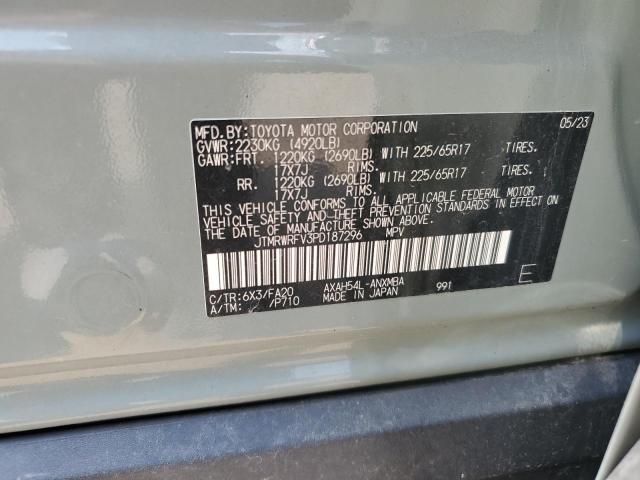 MFD.BY:TOYOTA MOTOR CORPORATION 05/23
GVWR:2230KG (4920LB)
GAWR:FRT. 1220KG (2690LB) WITH 225/65R17 TIRES.
17X7J RIMS.
RR. 1220KG (2690LB) WITH 225/65R17 TIRES.
17X7J RIMS.
THIS VEHICLE CONFORMS TO ALL APPLICABLE FEDERAL MOTOR
VEHICLE SAFETY AND THEFT PREVENTION STANDARDS IN EFFECT ON
THE DATE OF MANUFACTURE SHOWN ABOVE.
JTMRWRFV3PD187296 MPV
C/TR:6X3/FA20 AXAH54L-ANXMBA 991 E
A/TM: /P710 MADE IN JAPAN